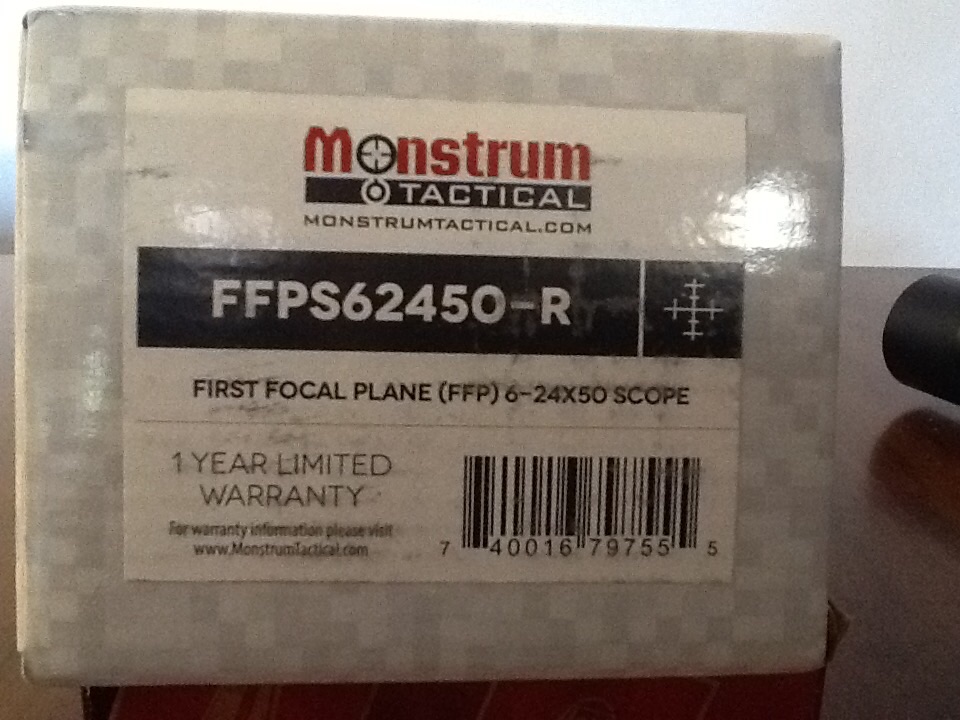 Monstrum
TACTICAL
MONSTRUMTACTICAL.COM
FFPS62450-R
FIRST FOCAL PLANE (FFP) 6-24X50 SCOPE
1 YEAR LIMITED
WARRANTY
For warranty information please visit
www.MonstrumTactical.com
7 40016 79755 5